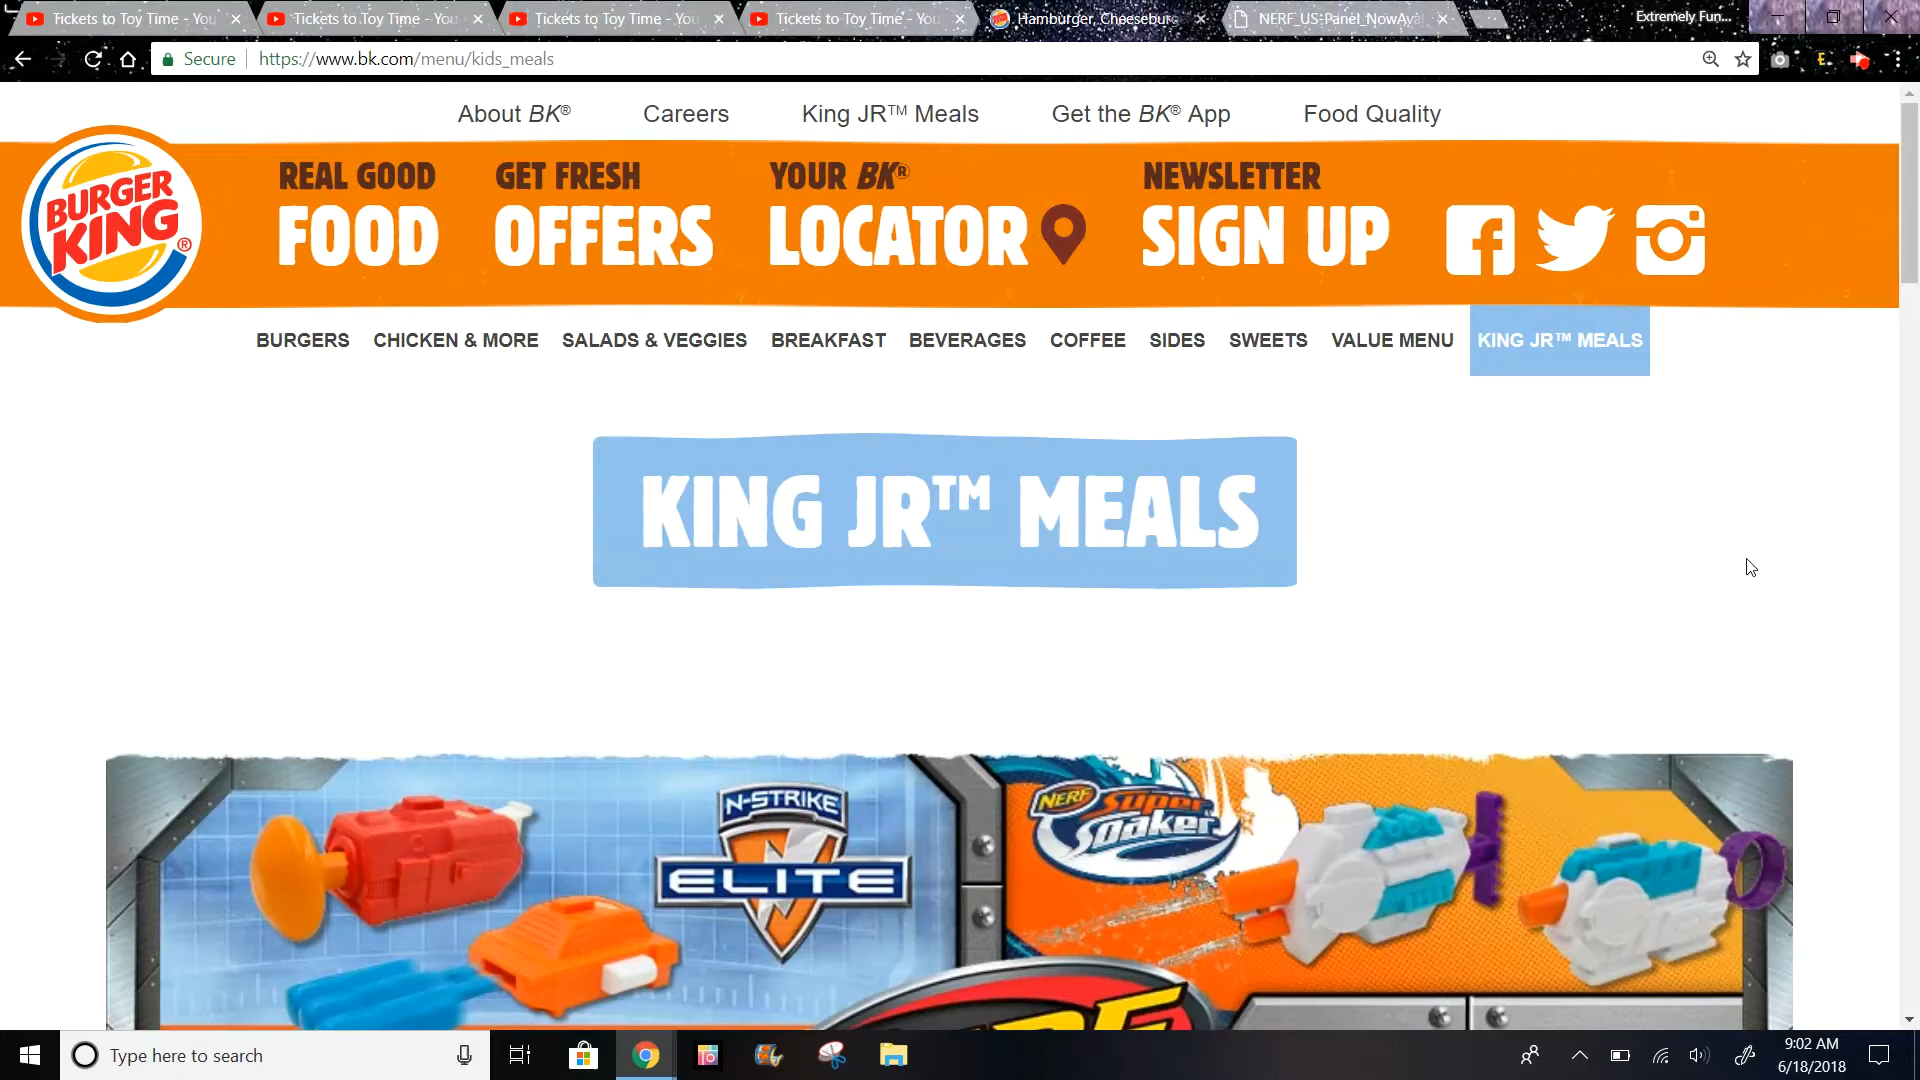 Tickets to Toy Time - You
Tickets to Toy Time - You
Tickets to Toy Time - You
Tickets to Toy Time - You
Hamburger, Cheeseburg
NERF_US-Panel_NowAva
Extremely Fun...
Secure
https://www.bk.com/menu/kids_meals
About BK®
Careers
King JR™ Meals
Get the BK® App
Food Quality
BURGER KING®
REAL GOOD
FOOD
GET FRESH
OFFERS
YOUR BK®
LOCATOR
NEWSLETTER
SIGN UP
BURGERS
CHICKEN & MORE
SALADS & VEGGIES
BREAKFAST
BEVERAGES
COFFEE
SIDES
SWEETS
VALUE MENU
KING JR™ MEALS
KING JR™ MEALS
N-STRIKE
ELITE
NERF
SUPER
SOAKER
Type here to search
9:02 AM
6/18/2018